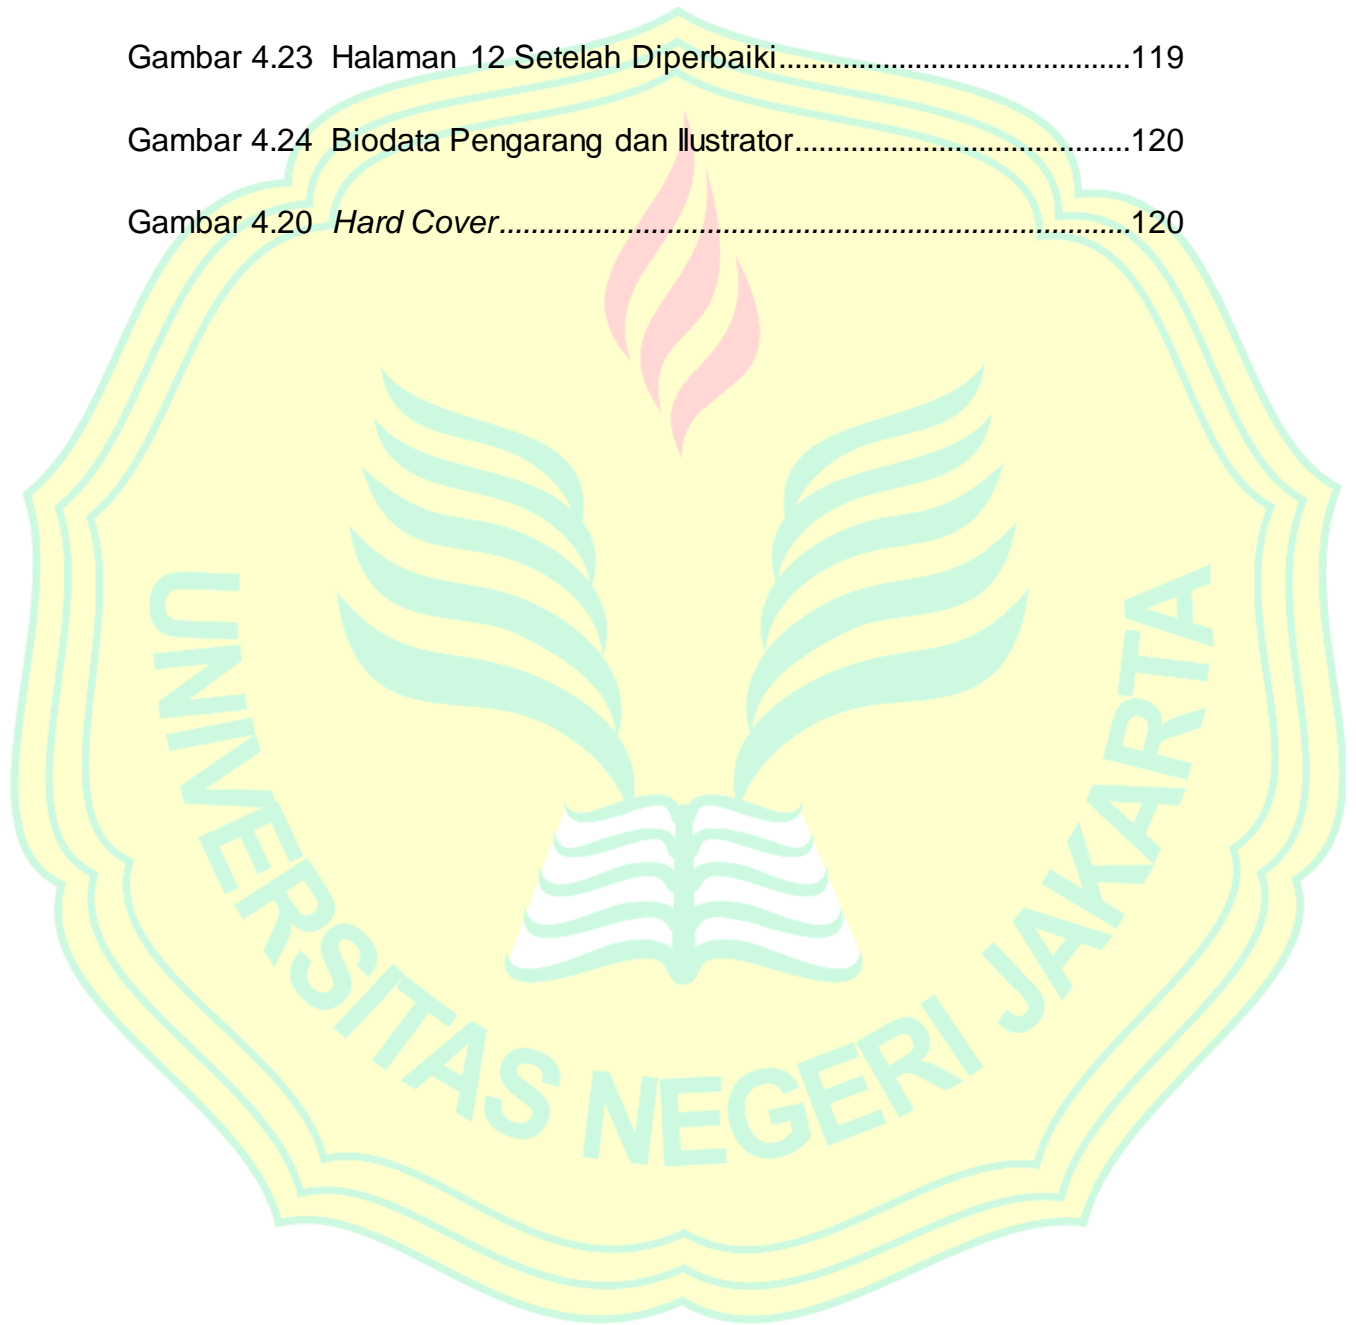 Gambar 4.23 Halaman 12 Setelah Diperbaiki......................................119
Gambar 4.24 Biodata Pengarang dan Ilustrator....................................120
Gambar 4.20 Hard Cover..............................................................................120
UNIVERSITAS NEGERI JAKARTA